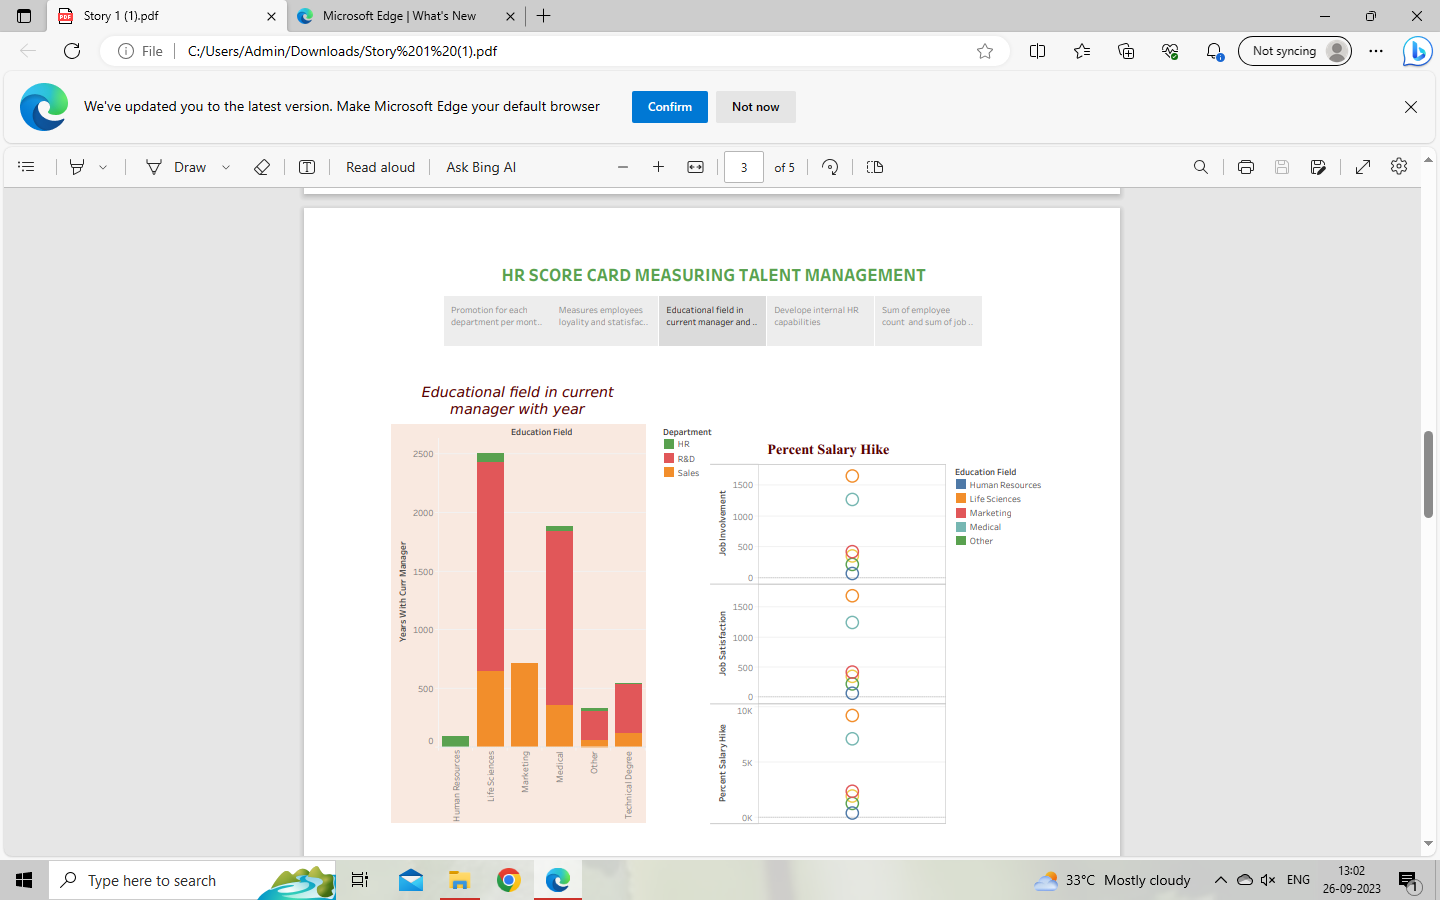 Story 1 (1).pdf
Microsoft Edge | What's New
File
C:/Users/Admin/Downloads/Story%201%20(1).pdf
Not syncing
We've updated you to the latest version. Make Microsoft Edge your default browser
Confirm
Not now
Draw
Read aloud
Ask Bing AI
3
of 5
HR SCORE CARD MEASURING TALENT MANAGEMENT
Promotion for each
department per mont..
Measures employees
loyality and statisfac..
Educational field in
current manager and ..
Develope internal HR
capabilities
Sum of employee
count and sum of job ..
Educational field in current
manager with year
Education Field
Years With Curr Manager
2500
2000
1500
1000
500
0
Human Resources
Life Sciences
Marketing
Medical
Other
Technical Degree
Department
HR
R&D
Sales
Percent Salary Hike
Job Involvement
1500
1000
500
0
Job Satisfaction
1500
1000
500
0
Percent Salary Hike
10K
5K
0K
Education Field
Human Resources
Life Sciences
Marketing
Medical
Other
Type here to search
33°C Mostly cloudy
ENG
13:02
26-09-2023
1